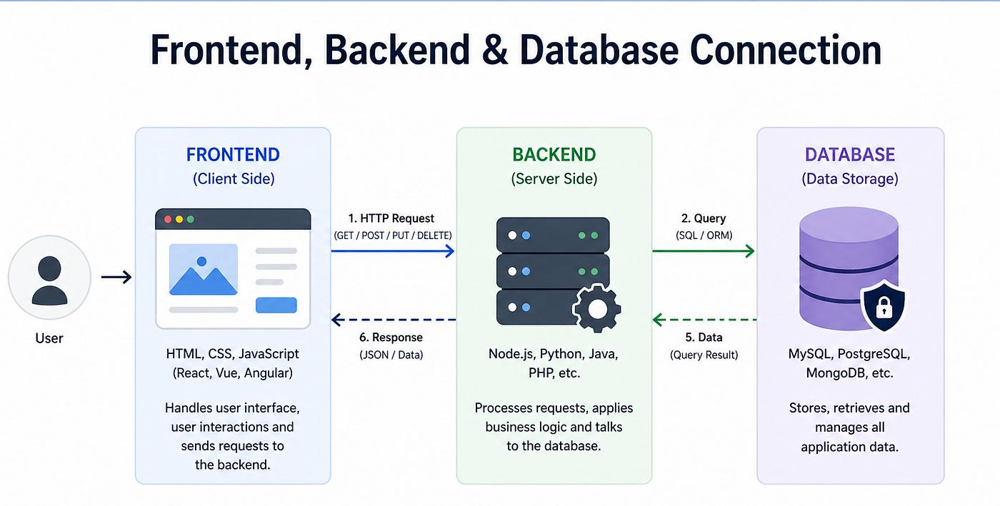 Frontend, Backend & Database Connection
User
FRONTEND
(Client Side)
HTML, CSS, JavaScript
(React, Vue, Angular)
Handles user interface,
user interactions and
sends requests to
the backend.
1. HTTP Request
(GET / POST / PUT / DELETE)
6. Response
(JSON / Data)
BACKEND
(Server Side)
Node.js, Python, Java,
PHP, etc.
Processes requests, applies
business logic and talks
to the database.
2. Query
(SQL / ORM)
5. Data
(Query Result)
DATABASE
(Data Storage)
MySQL, PostgreSQL,
MongoDB, etc.
Stores, retrieves and
manages all
application data.